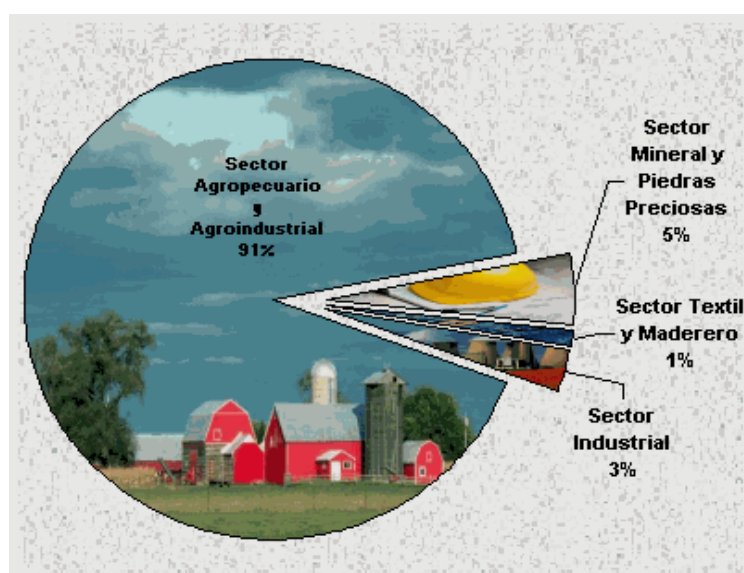 Sector
Agropecuario
y
Agroindustrial
91%
Sector
Mineral y
Piedras
Preciosas
5%
Sector Textil
y Maderero
1%
Sector
Industrial
3%